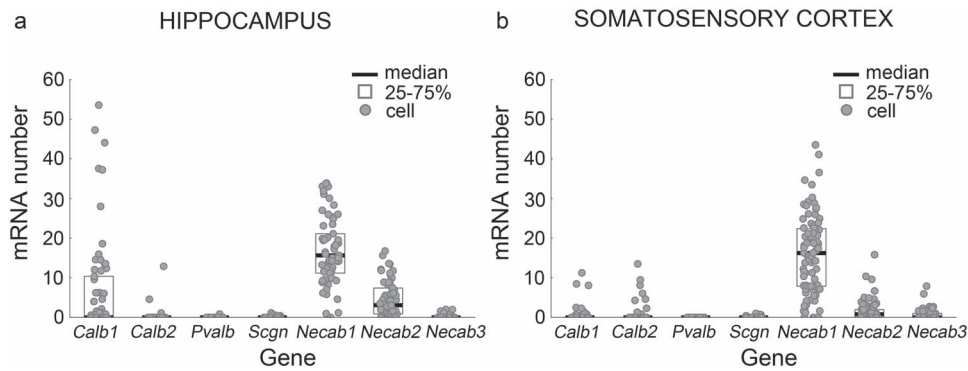 a
HIPPOCAMPUS
60
50
40
30
20
10
0
mRNA number
median
25-75%
cell
Calb1 Calb2 Pvalb Scgn Necab1 Necab2 Necab3
Gene
b
SOMATOSENSORY CORTEX
60
50
40
30
20
10
0
mRNA number
median
25-75%
cell
Calb1 Calb2 Pvalb Scgn Necab1 Necab2 Necab3
Gene